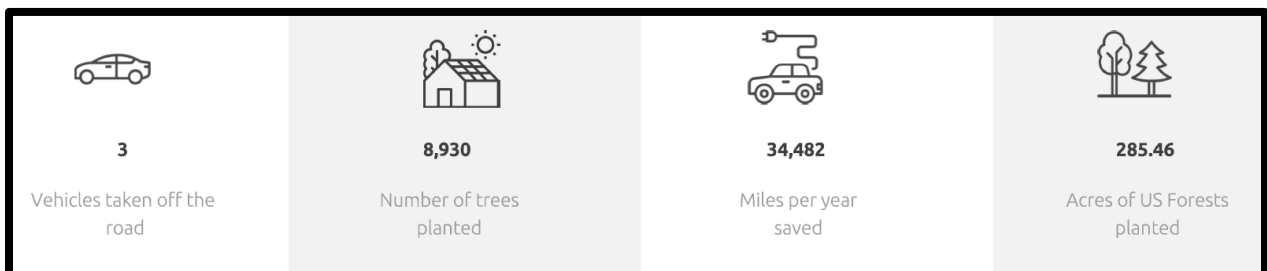 3
Vehicles taken off the
road
8,930
Number of trees
planted
34,482
Miles per year
saved
285.46
Acres of US Forests
planted